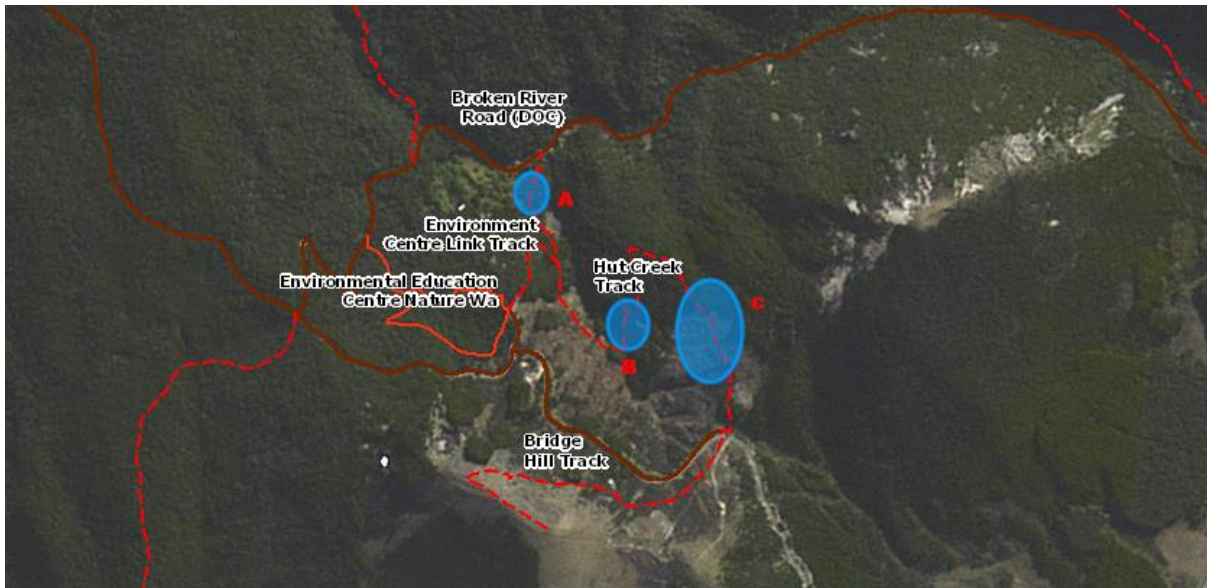 Broken River
Road (DOC)
A
Environment
Centre Link Track
Hut Creek
Track
Environmental Education
Centre Nature Wa
C
B
Bridge
Hill Track